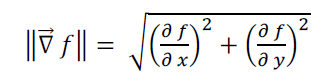 ‖∇⃗ f‖ = √((∂ f/∂ x)² + (∂ f/∂ y)²)